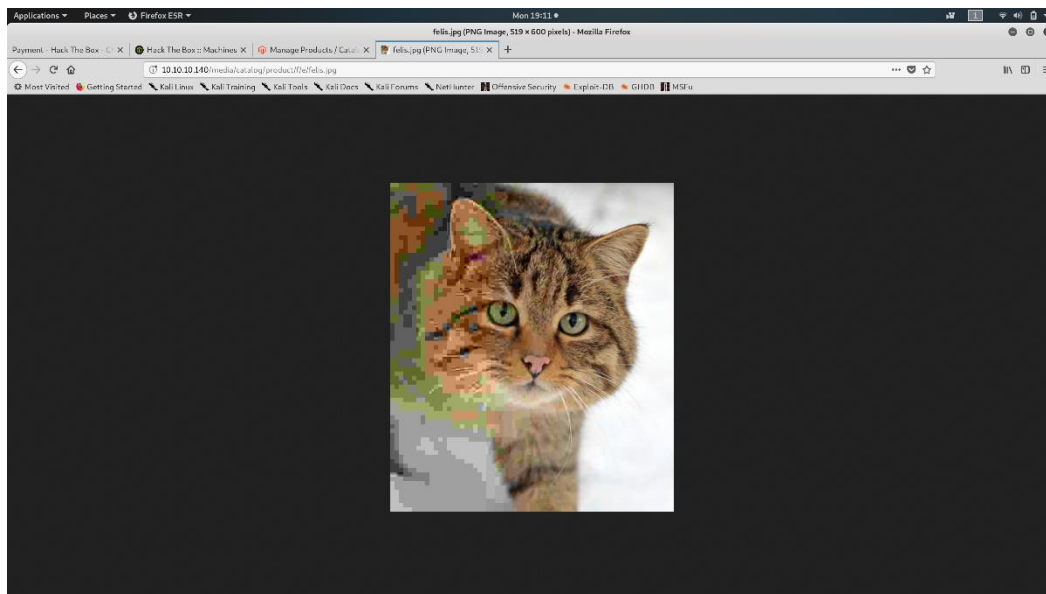 Applications Places Firefox ESR Mon 19:11 1
felis.jpg (PNG Image, 519 × 600 pixels) - Mozilla Firefox
Payment - Hack The Box Hack The Box :: Machines Manage Products / Catal felis.jpg (PNG Image, 51
10.10.10.140/media/catalog/product/f/e/felis.jpg
Most Visited Getting Started Kali Linux Kali Training Kali Tools Kali Docs Kali Forums NetHunter Offensive Security Exploit-DB GHDB MSFu